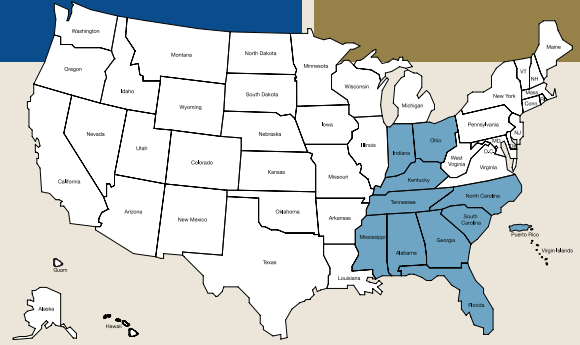 Washington
Montana
North Dakota
Minnesota
Maine
Oregon
Idaho
Wyoming
South Dakota
Wisconsin
Michigan
New York
VT
NH
Mass
Conn
Nevada
Utah
Colorado
Nebraska
Iowa
Illinois
Indiana
Ohio
Pennsylvania
NJ
MD
D.C.
West
Virginia
Virginia
California
Kansas
Missouri
Kentucky
Arizona
New Mexico
Oklahoma
Arkansas
Tennessee
North Carolina
South
Carolina
Texas
Louisiana
Mississippi
Alabama
Georgia
Florida
Puerto Rico
Virgin Islands
Guam
Alaska
Hawaii